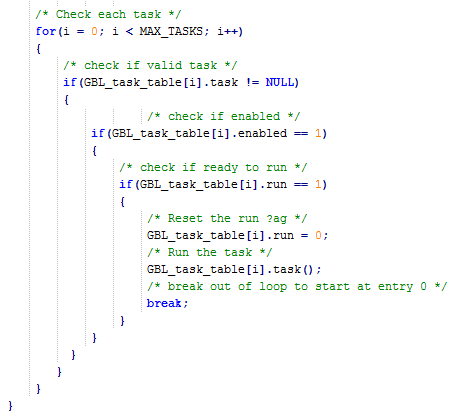 /* Check each task */
for(i = 0; i < MAX_TASKS; i++)
{
/* check if valid task */
if(GBL_task_table[i].task != NULL)
{
/* check if enabled */
if(GBL_task_table[i].enabled == 1)
{
/* check if ready to run */
if(GBL_task_table[i].run == 1)
{
/* Reset the run ?ag */
GBL_task_table[i].run = 0;
/* Run the task */
GBL_task_table[i].task();
/* break out of loop to start at entry 0 */
break;
}
}
}
}
}
}